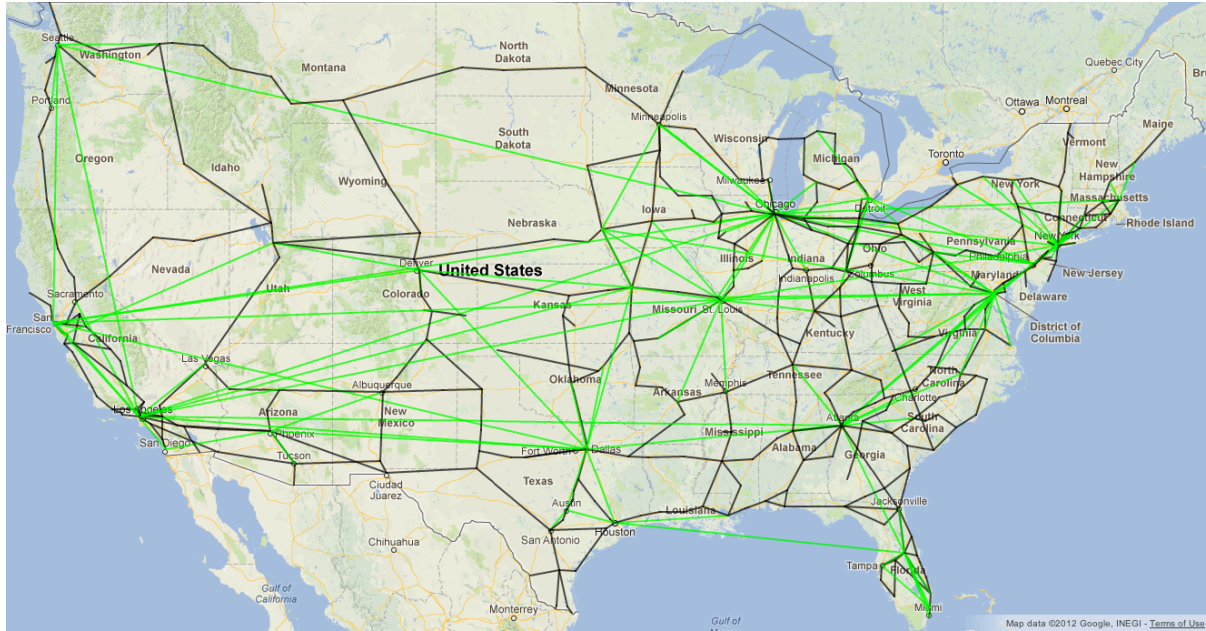 Quebec City
Seattle
Washington
North
Dakota
Montana
Minnesota
Ottawa
Montreal
Portland
Minneapolis
Maine
South
Dakota
Wisconsin
Vermont
Toronto
Oregon
Michigan
New
Hampshire
Idaho
Wyoming
Milwaukee
New York
Massachusetts
Chicago
Detroit
Iowa
Connecticut
Rhode Island
Nebraska
New York
Ohio
Pennsylvania
Nevada
Illinois
Indiana
Philadelphia
Denver
United States
Indianapolis
Columbus
Maryland
New Jersey
Utah
Sacramento
Colorado
West
Virginia
Delaware
San
Francisco
Kansas
Missouri
St. Louis
District of
Columbia
California
Kentucky
Virginia
Las Vegas
Albuquerque
Oklahoma
Memphis
Tennessee
North
Carolina
Arkansas
Charlotte
Los Angeles
Arizona
New
Mexico
Phoenix
Atlanta
South
Carolina
San Diego
Mississippi
Alabama
Georgia
Fort Worth
Dallas
Tucson
Texas
Ciudad
Juarez
Austin
Louisiana
Jacksonville
Houston
San Antonio
Chihuahua
Tampa
Florida
Gulf of
California
Monterrey
Miami
Gulf of
Map data ©2012 Google, INEGI - Terms of Use